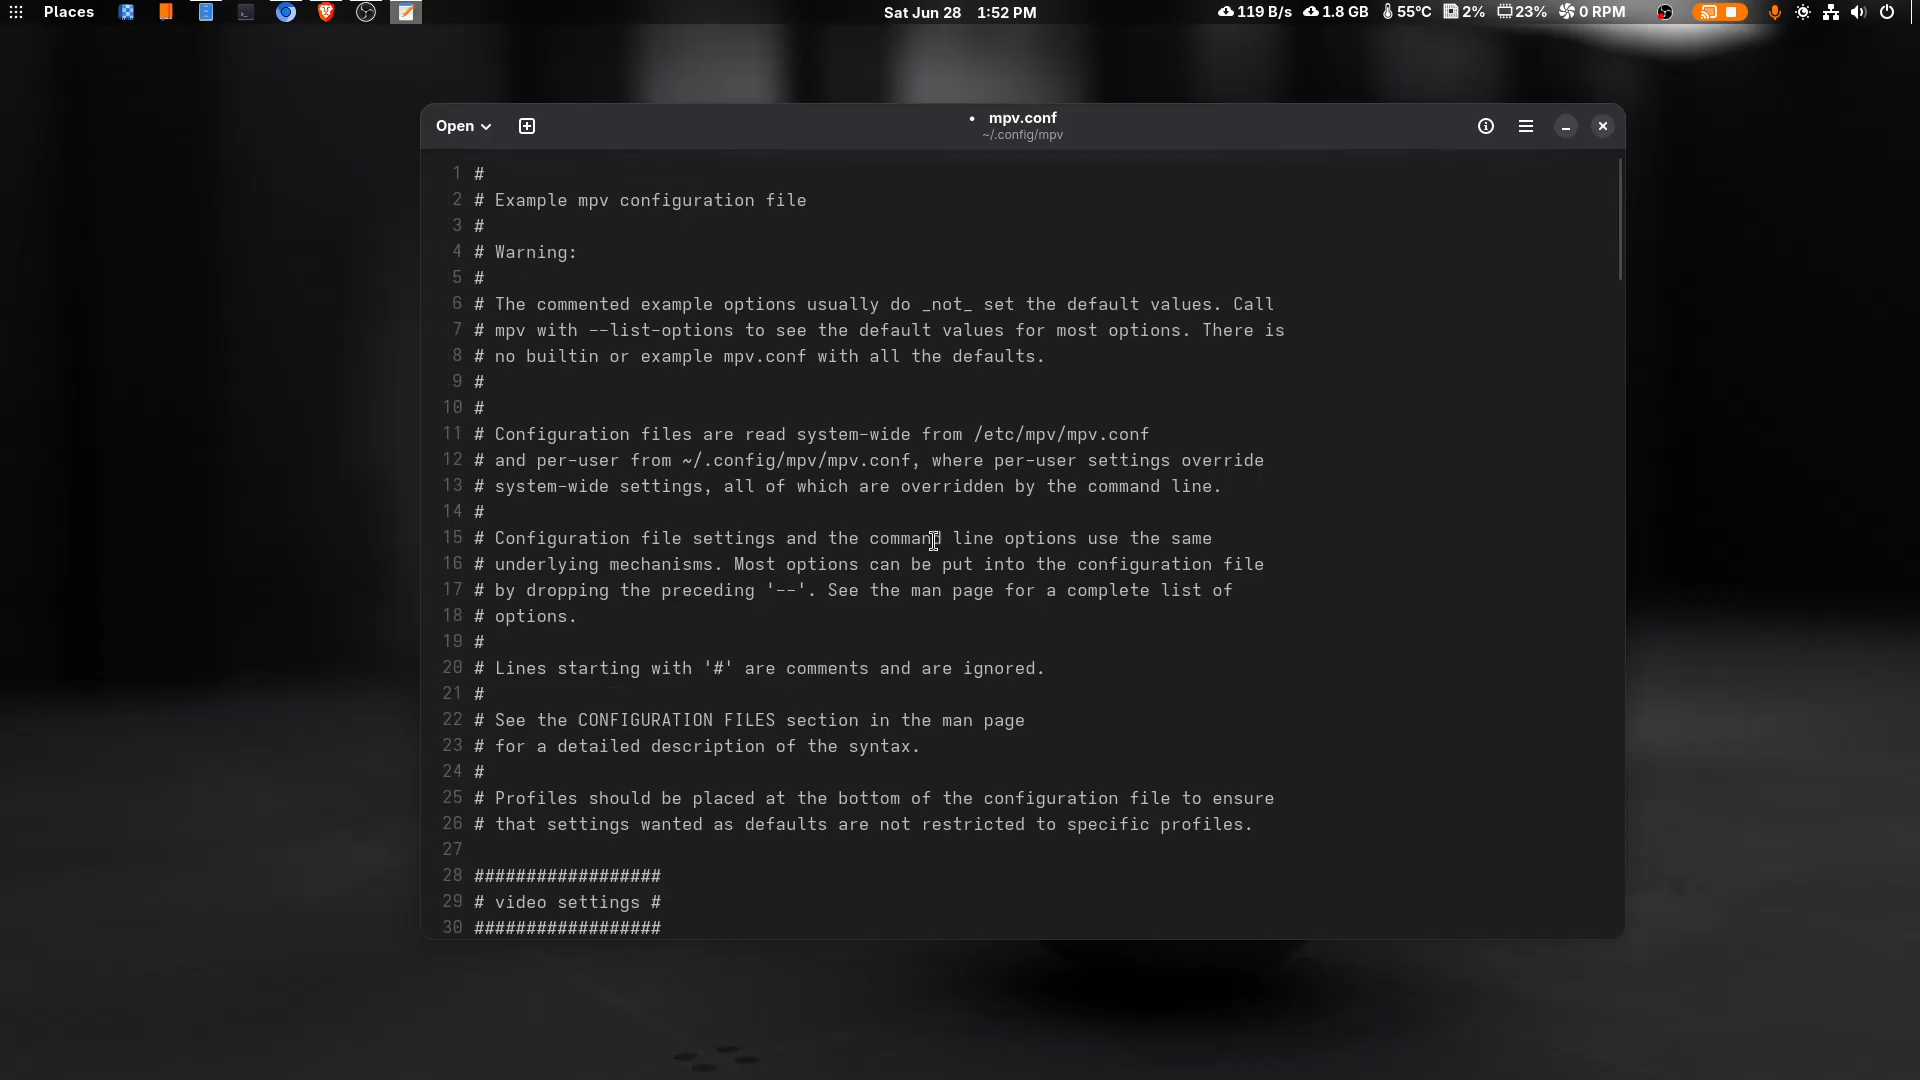 Places
Sat Jun 28 1:52 PM
119 B/s 1.8 GB 55°C 2% 23% 0 RPM
Open
• mpv.conf
~/.config/mpv
1 #
2 # Example mpv configuration file
3 #
4 # Warning:
5 #
6 # The commented example options usually do _not_ set the default values. Call
7 # mpv with --list-options to see the default values for most options. There is
8 # no builtin or example mpv.conf with all the defaults.
9 #
10 #
11 # Configuration files are read system-wide from /etc/mpv/mpv.conf
12 # and per-user from ~/.config/mpv/mpv.conf, where per-user settings override
13 # system-wide settings, all of which are overridden by the command line.
14 #
15 # Configuration file settings and the command line options use the same
16 # underlying mechanisms. Most options can be put into the configuration file
17 # by dropping the preceding '--'. See the man page for a complete list of
18 # options.
19 #
20 # Lines starting with '#' are comments and are ignored.
21 #
22 # See the CONFIGURATION FILES section in the man page
23 # for a detailed description of the syntax.
24 #
25 # Profiles should be placed at the bottom of the configuration file to ensure
26 # that settings wanted as defaults are not restricted to specific profiles.
27
28 ##################
29 # video settings #
30 ##################